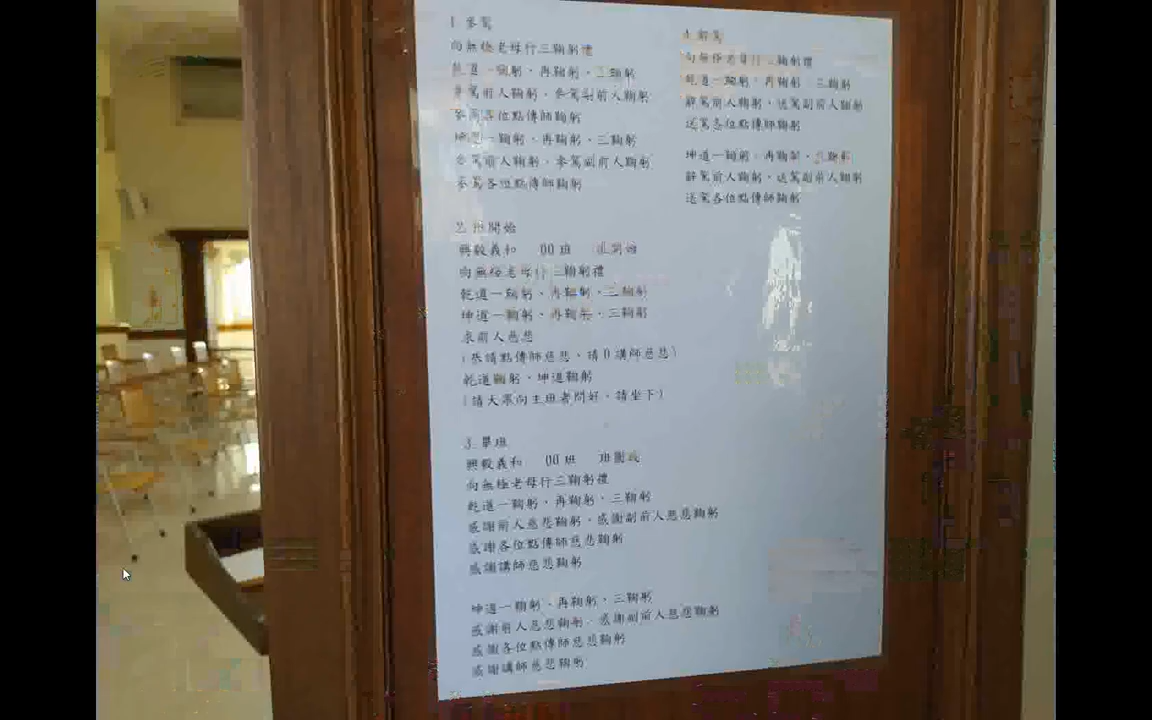 1. 參駕
向無極老母行三鞠躬禮
乾道一鞠躬、再鞠躬、三鞠躬
參駕前人鞠躬、參駕副前人鞠躬
參駕各位點傳師鞠躬
坤道一鞠躬、再鞠躬、三鞠躬
參駕前人鞠躬、參駕副前人鞠躬
參駕各位點傳師鞠躬
2. 班開始
興毅義和 00班 班開始
向無極老母行三鞠躬禮
乾道一鞠躬、再鞠躬、三鞠躬
坤道一鞠躬、再鞠躬、三鞠躬
求前人慈悲
(恭請點傳師慈悲、請0講師慈悲)
乾道鞠躬、坤道鞠躬
(請大眾向主班者問好、請坐下)
3. 畢班
興毅義和 00班 班圓成
向無極老母行三鞠躬禮
乾道一鞠躬、再鞠躬、三鞠躬
感謝前人慈悲鞠躬、感謝副前人慈悲鞠躬
感謝各位點傳師慈悲鞠躬
感謝講師慈悲鞠躬
坤道一鞠躬、再鞠躬、三鞠躬
感謝前人慈悲鞠躬、感謝副前人慈悲鞠躬
感謝各位點傳師慈悲鞠躬
感謝講師慈悲鞠躬
4. 辭駕
向無極老母行三鞠躬禮
乾道一鞠躬、再鞠躬、三鞠躬
辭駕前人鞠躬、送駕副前人鞠躬
送駕各位點傳師鞠躬
坤道一鞠躬、再鞠躬、三鞠躬
辭駕前人鞠躬、送駕副前人鞠躬
送駕各位點傳師鞠躬